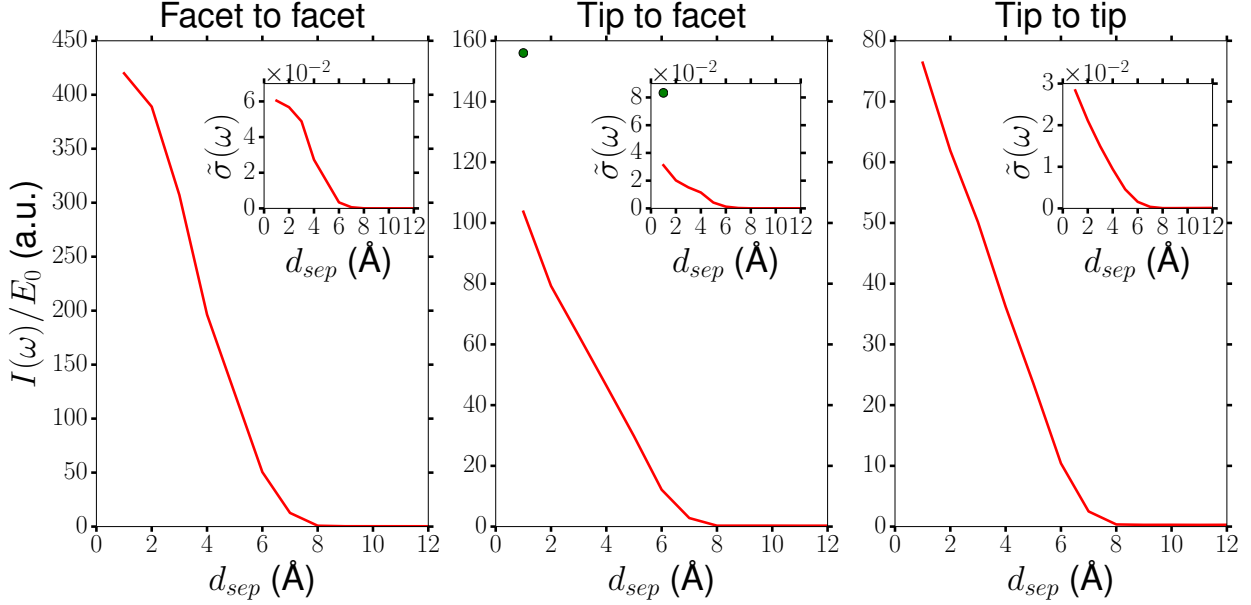 Facet to facet
Tip to facet
Tip to tip
450
400
350
300
250
200
150
100
50
0
I(ω)/E₀ (a.u.)
0 2 4 6 8 10 12
d_sep (Å)
×10⁻²
6
4
2
0
σ̃(ω)
0 2 4 6 8 10 12
d_sep (Å)
160
140
120
100
80
60
40
20
0
0 2 4 6 8 10 12
d_sep (Å)
×10⁻²
8
6
4
2
0
σ̃(ω)
0 2 4 6 8 10 12
d_sep (Å)
80
70
60
50
40
30
20
10
0
0 2 4 6 8 10 12
d_sep (Å)
×10⁻²
3
2
1
0
σ̃(ω)
0 2 4 6 8 10 12
d_sep (Å)